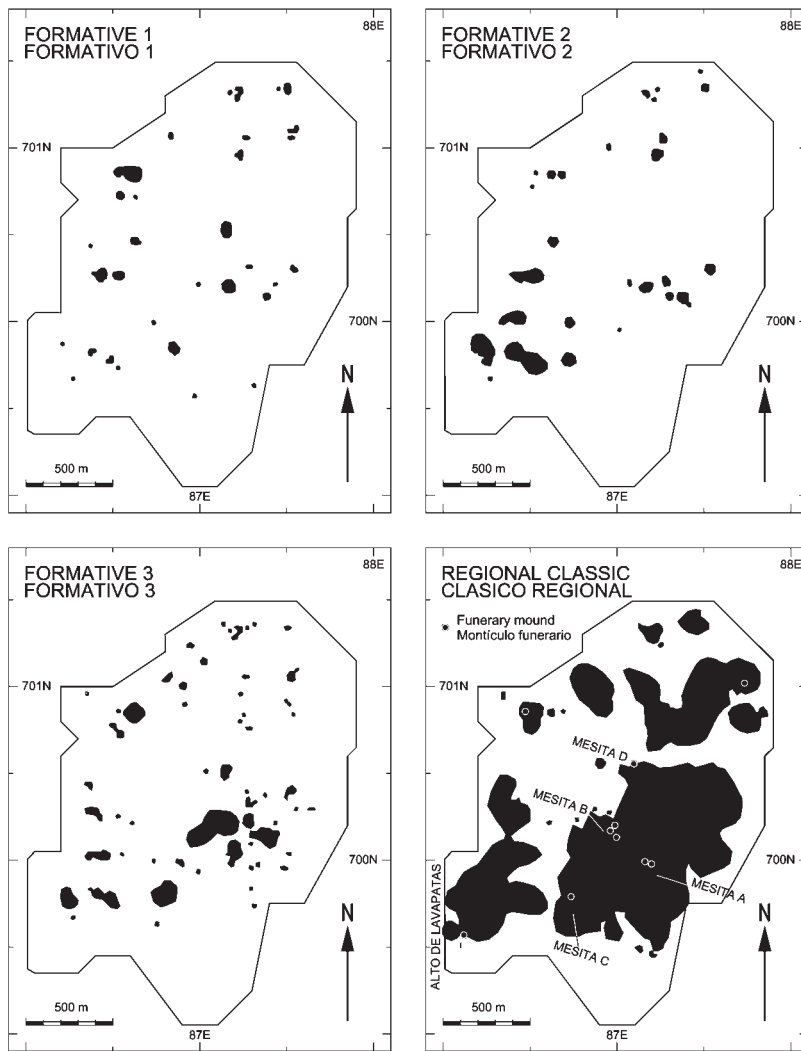 FORMATIVE 1
FORMATIVO 1
88E
701N
700N
N
500 m
87E
FORMATIVE 2
FORMATIVO 2
88E
701N
700N
N
500 m
87E
FORMATIVE 3
FORMATIVO 3
88E
701N
700N
N
500 m
87E
REGIONAL CLASSIC
CLASICO REGIONAL
88E
Funerary mound
Montículo funerario
701N
MESITA D
MESITA B
700N
MESITA A
MESITA C
ALTO DE LAVAPATAS
N
500 m
87E